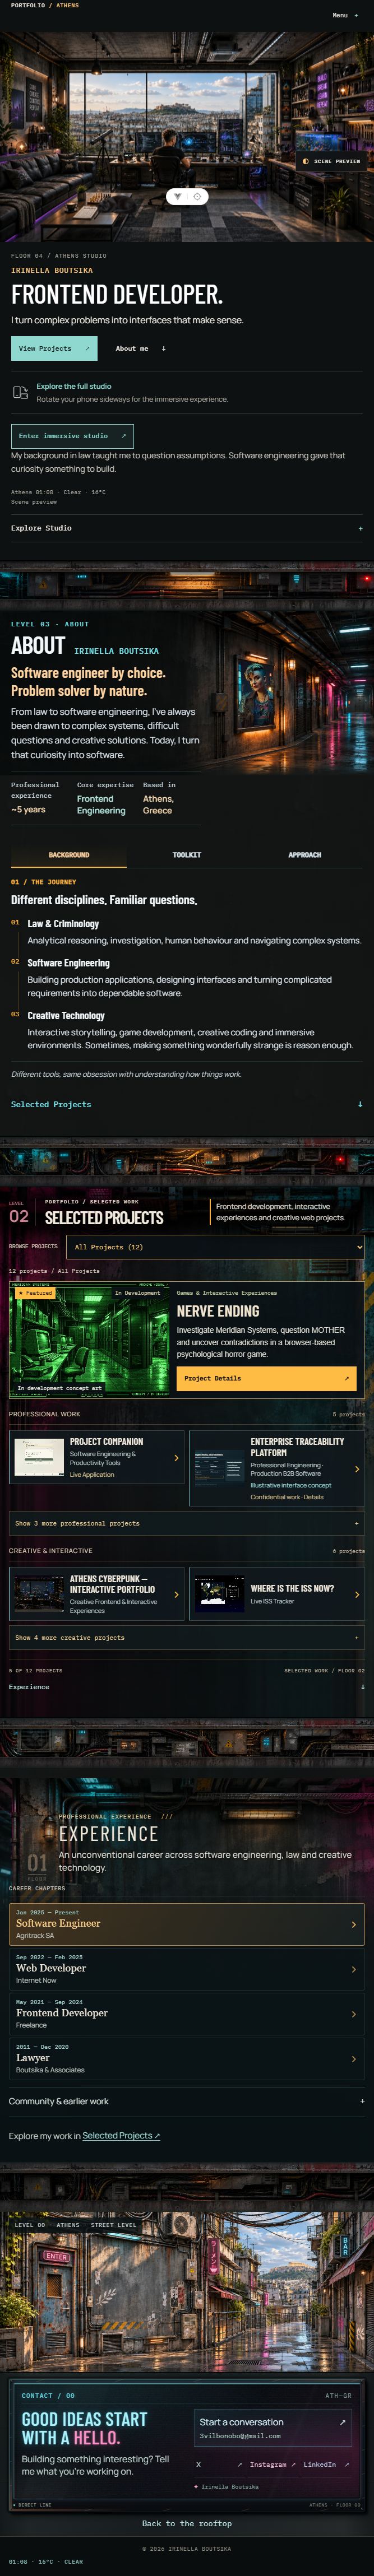 PORTFOLIO / ATHENS
Menu +
SCENE PREVIEW
FLOOR 04 / ATHENS STUDIO
IRINELLA BOUTSIKA
FRONTEND DEVELOPER.
I turn complex problems into interfaces that make sense.
View Projects ↗ About me ↓
Explore the full studio
Rotate your phone sideways for the immersive experience.
Enter immersive studio ↗
My background in law taught me to question assumptions. Software engineering gave that
curiosity something to build.
Athens 01:08 · Clear · 16°C
Scene preview
Explore Studio +
LEVEL 03 · ABOUT
ABOUT IRINELLA BOUTSIKA
Software engineer by choice.
Problem solver by nature.
From law to software engineering, I've always
been drawn to complex systems, difficult
questions and creative solutions. Today, I turn
that curiosity into software.
Professional experience
~5 years
Core expertise
Frontend Engineering
Based in
Athens, Greece
BACKGROUND TOOLKIT APPROACH
01 / THE JOURNEY
Different disciplines. Familiar questions.
01 Law & Criminology
Analytical reasoning, investigation, human behaviour and navigating complex systems.
02 Software Engineering
Building production applications, designing interfaces and turning complicated
requirements into dependable software.
03 Creative Technology
Interactive storytelling, game development, creative coding and immersive
environments. Sometimes, making something wonderfully strange is reason enough.
Different tools, same obsession with understanding how things work.
Selected Projects ↓
LEVEL
02
PORTFOLIO / SELECTED WORK
SELECTED PROJECTS
Frontend development, creative
interactive experiences and creative web projects.
BROWSE PROJECTS All Projects (12)
12 projects / All Projects
Featured
In Development
In-development concept art
Games & Interactive Experiences
NERVE ENDING
Investigate Meridian Systems, question MOTHER
and uncover contradictions in a browser-based
psychological horror game.
Project Details ↗
PROFESSIONAL WORK 5 projects
PROJECT COMPANION
Software Engineering &
Productivity Tools
Live Application
ENTERPRISE TRACEABILITY
PLATFORM
Professional Engineering ·
Production B2B Software
Illustrative interface concept
Confidential work · Details
Show 3 more professional projects +
CREATIVE & INTERACTIVE 6 projects
ATHENS CYBERPUNK —
INTERACTIVE PORTFOLIO
Creative Frontend & Interactive
Experiences
WHERE IS THE ISS NOW?
Live ISS Tracker
Show 4 more creative projects +
5 OF 12 PROJECTS SELECTED WORK / FLOOR 02
Experience ↓
PROFESSIONAL EXPERIENCE ///
01
FLOOR
EXPERIENCE
An unconventional career across software engineering, law and creative
technology.
CAREER CHAPTERS
Jan 2025 — Present
Software Engineer
Agritrack SA
Sep 2022 — Feb 2025
Web Developer
Internet Now
May 2021 — Sep 2024
Frontend Developer
Freelance
2011 — Dec 2020
Lawyer
Boutsika & Associates
Community & earlier work +
Explore my work in Selected Projects ↗
LEVEL 00 · ATHENS · STREET LEVEL
ENTER
BAR
CONTACT / 00 ATH—GR
GOOD IDEAS START
WITH A HELLO.
Building something interesting? Tell
me what you're working on.
Start a conversation ↗
3vilbonobo@gmail.com
X ↗ Instagram ↗ LinkedIn ↗
Irinella Boutsika
DIRECT LINE ATHENS · FLOOR 00
Back to the rooftop
© 2026 IRINELLA BOUTSIKA
01:08 · 16°C · CLEAR